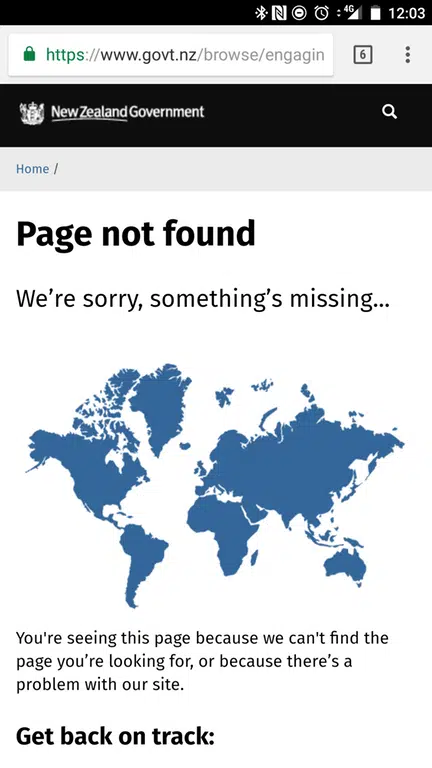 4G 12:03
https://www.govt.nz/browse/engagin
6
New Zealand Government
Home /
Page not found
We’re sorry, something’s missing...
You're seeing this page because we can't find the
page you’re looking for, or because there’s a
problem with our site.
Get back on track: